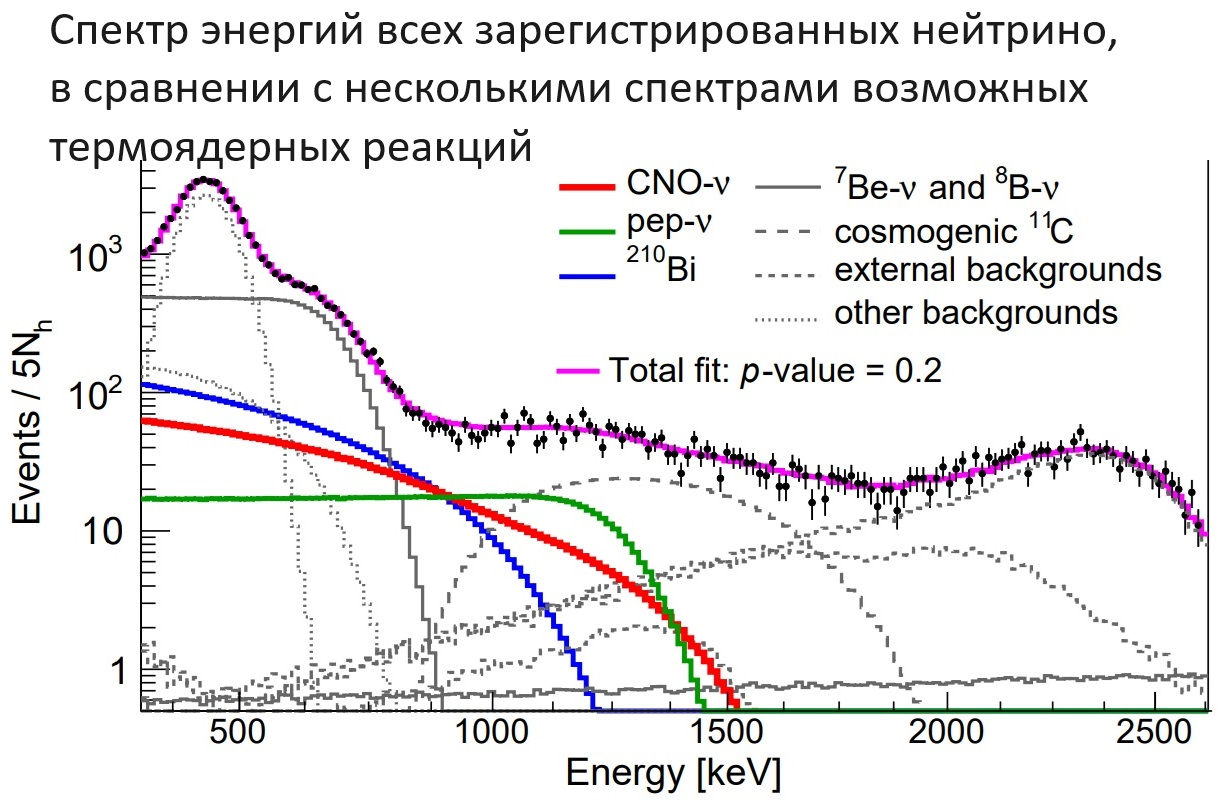 Спектр энергий всех зарегистрированных нейтрино,
в сравнении с несколькими спектрами возможных
термоядерных реакций
CNO-ν
pep-ν
²¹⁰Bi
⁷Be-ν and ⁸B-ν
cosmogenic ¹¹C
external backgrounds
other backgrounds
Total fit: p-value = 0.2
Events / 5Nₕ
10³
10²
10
1
500 1000 1500 2000 2500
Energy [keV]